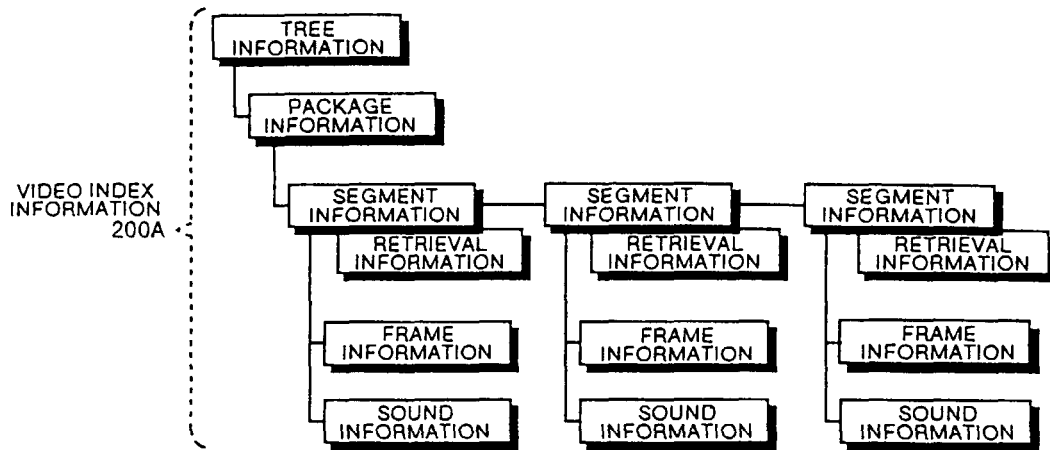 TREE
INFORMATION
PACKAGE
INFORMATION
VIDEO INDEX
INFORMATION
200A
SEGMENT
INFORMATION
SEGMENT
INFORMATION
SEGMENT
INFORMATION
RETRIEVAL
INFORMATION
RETRIEVAL
INFORMATION
RETRIEVAL
INFORMATION
FRAME
INFORMATION
FRAME
INFORMATION
FRAME
INFORMATION
SOUND
INFORMATION
SOUND
INFORMATION
SOUND
INFORMATION